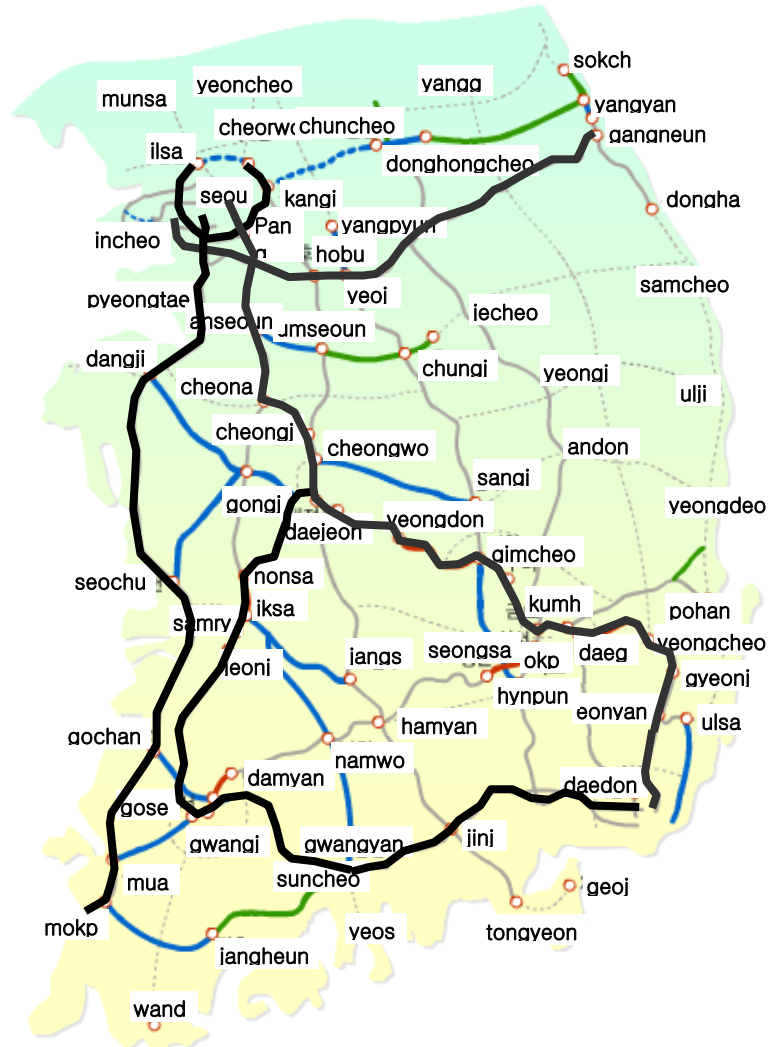 sokch
yeoncheo
yangg
munsa
yangyan
cheorwo
chuncheo
gangneun
ilsa
donghongcheo
seou
kangi
dongha
Pan
yangpyun
incheo
hobu
samcheo
yeoj
pyeongtae
jecheo
anseoun
umseoun
dangji
chungj
yeongj
cheona
ulji
cheongj
cheongwo
andon
sangj
gongj
yeongdon
yeongdeo
daejeon
gimcheo
nonsa
seochu
kumh
iksa
pohan
samry
seongsa
okp
daeg
yeongcheo
jeonj
jangs
gyeonj
hynpun
eonyan
ulsa
hamyan
gochan
namwo
damyan
daedon
gose
gwangj
gwangyan
jinj
mua
suncheo
geoj
mokp
yeos
tongyeon
jangheun
wand